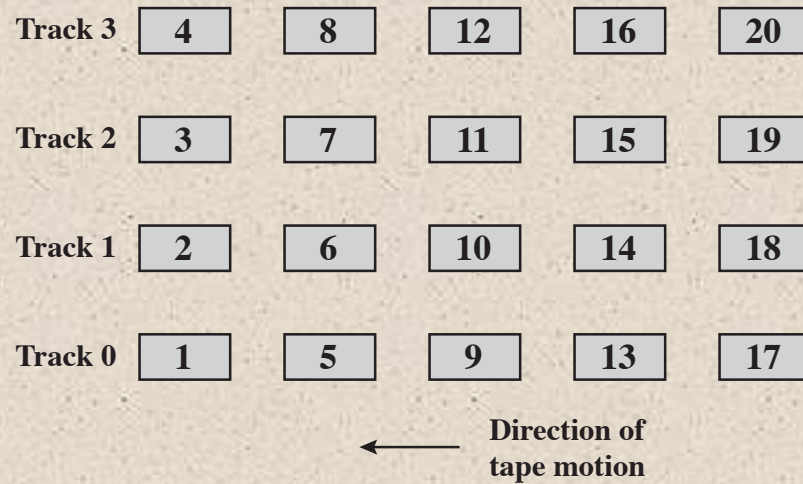 Track 3 4 8 12 16 20
Track 2 3 7 11 15 19
Track 1 2 6 10 14 18
Track 0 1 5 9 13 17
Direction of
tape motion